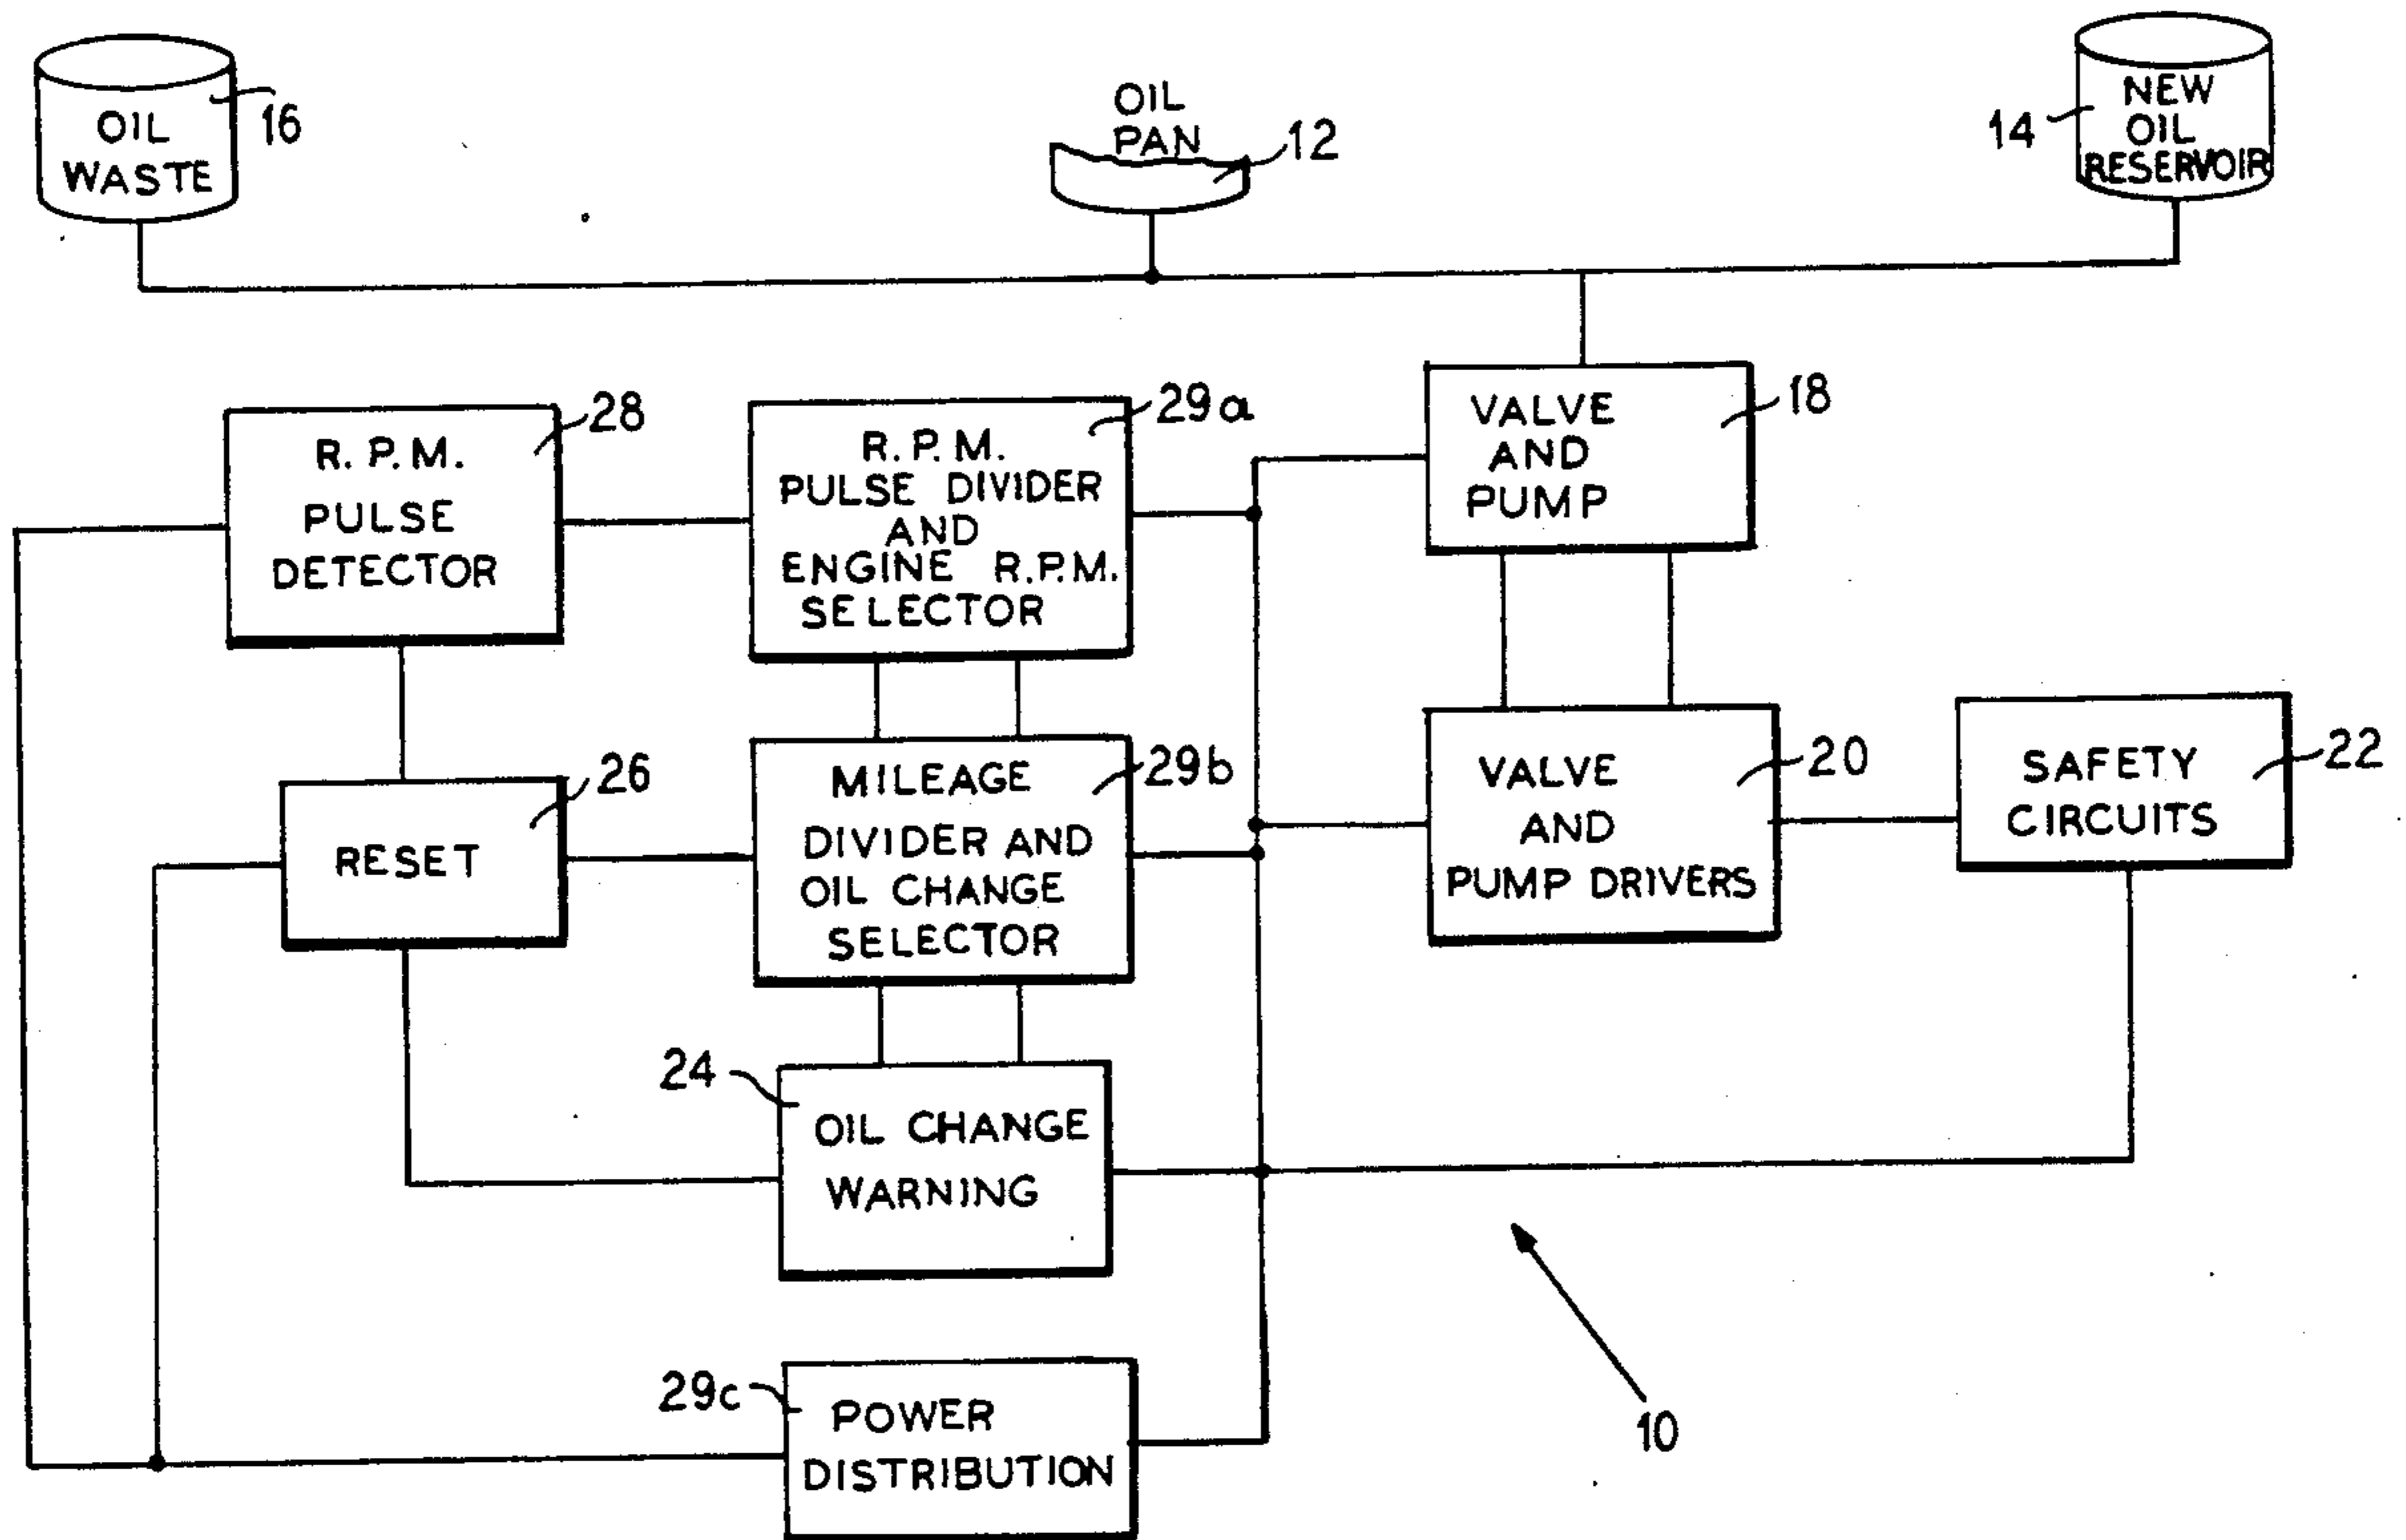 OIL
WASTE
16
OIL
PAN
12
14
NEW
OIL
RESERVOIR
R.P.M.
PULSE
DETECTOR
28
R.P.M.
PULSE DIVIDER
AND
ENGINE R.P.M.
SELECTOR
29a
VALVE
AND
PUMP
18
RESET
26
MILEAGE
DIVIDER AND
OIL CHANGE
SELECTOR
29b
VALVE
AND
PUMP DRIVERS
20
SAFETY
CIRCUITS
22
24
OIL CHANGE
WARNING
29c
POWER
DISTRIBUTION
10